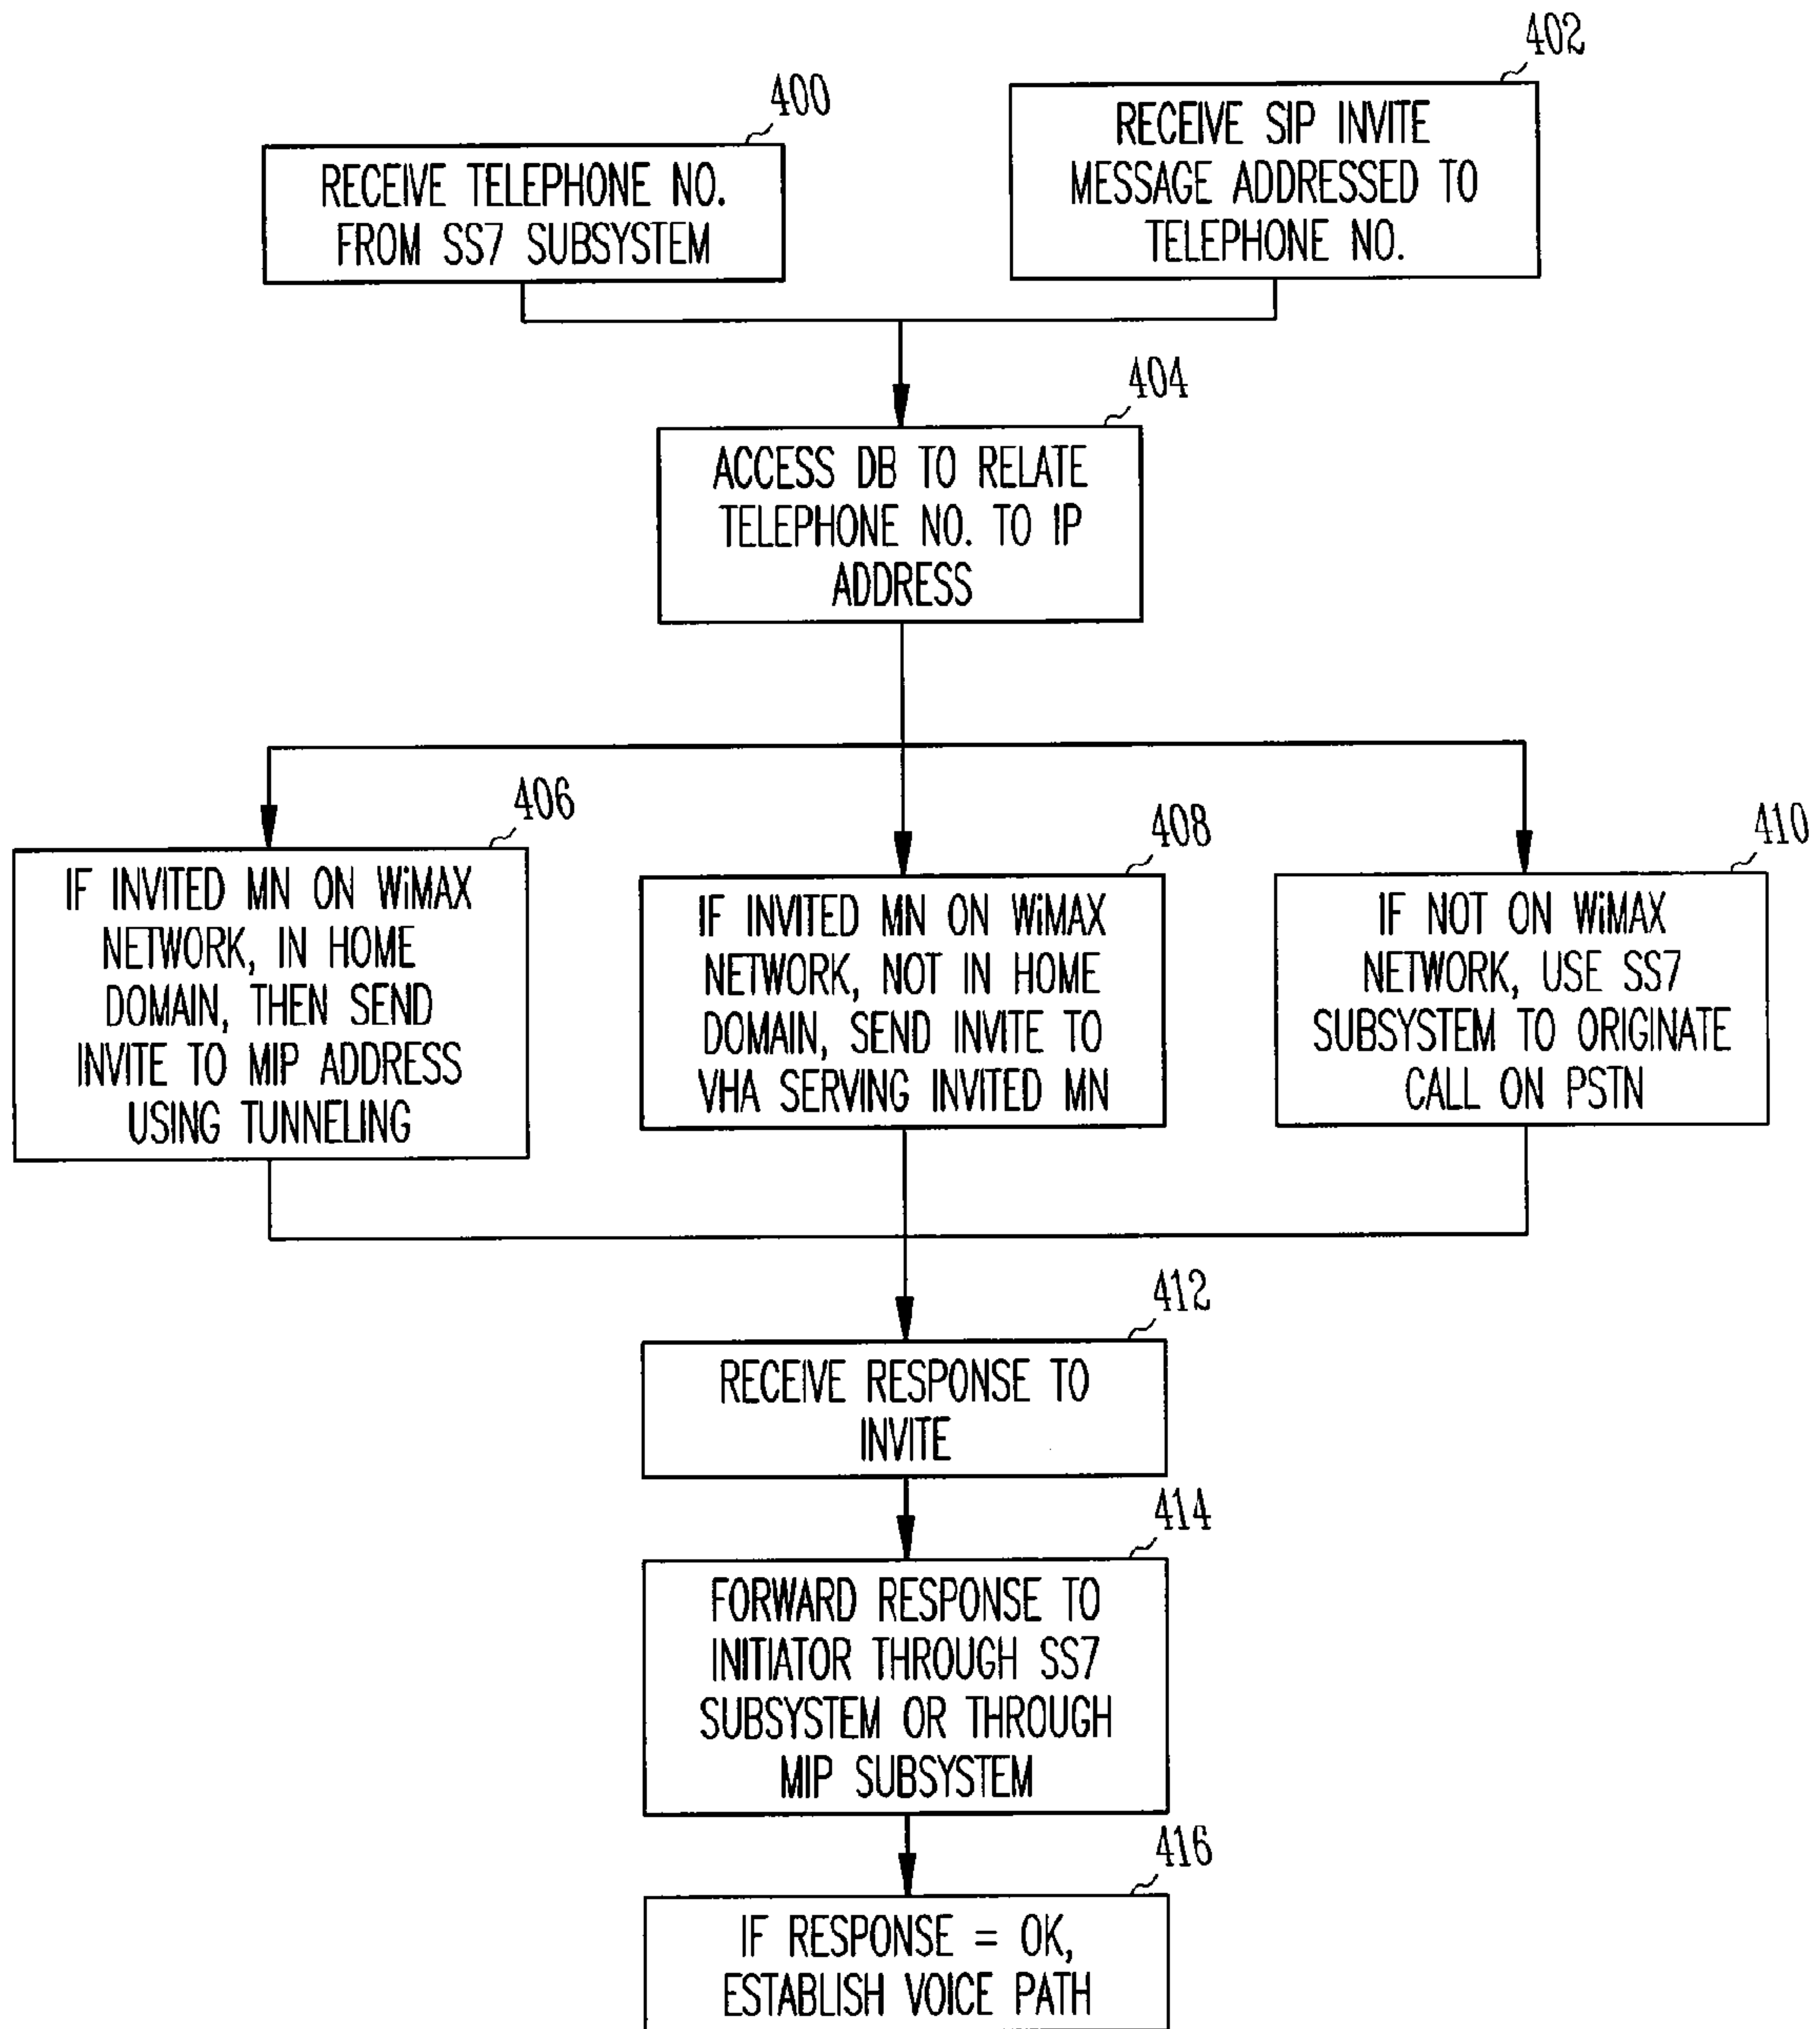 400
RECEIVE TELEPHONE NO.
FROM SS7 SUBSYSTEM
402
RECEIVE SIP INVITE
MESSAGE ADDRESSED TO
TELEPHONE NO.
404
ACCESS DB TO RELATE
TELEPHONE NO. TO IP
ADDRESS
406
IF INVITED MN ON WiMAX
NETWORK, IN HOME
DOMAIN, THEN SEND
INVITE TO MIP ADDRESS
USING TUNNELING
408
IF INVITED MN ON WiMAX
NETWORK, NOT IN HOME
DOMAIN, SEND INVITE TO
VHA SERVING INVITED MN
410
IF NOT ON WiMAX
NETWORK, USE SS7
SUBSYSTEM TO ORIGINATE
CALL ON PSTN
412
RECEIVE RESPONSE TO
INVITE
414
FORWARD RESPONSE TO
INITIATOR THROUGH SS7
SUBSYSTEM OR THROUGH
MIP SUBSYSTEM
416
IF RESPONSE = OK,
ESTABLISH VOICE PATH